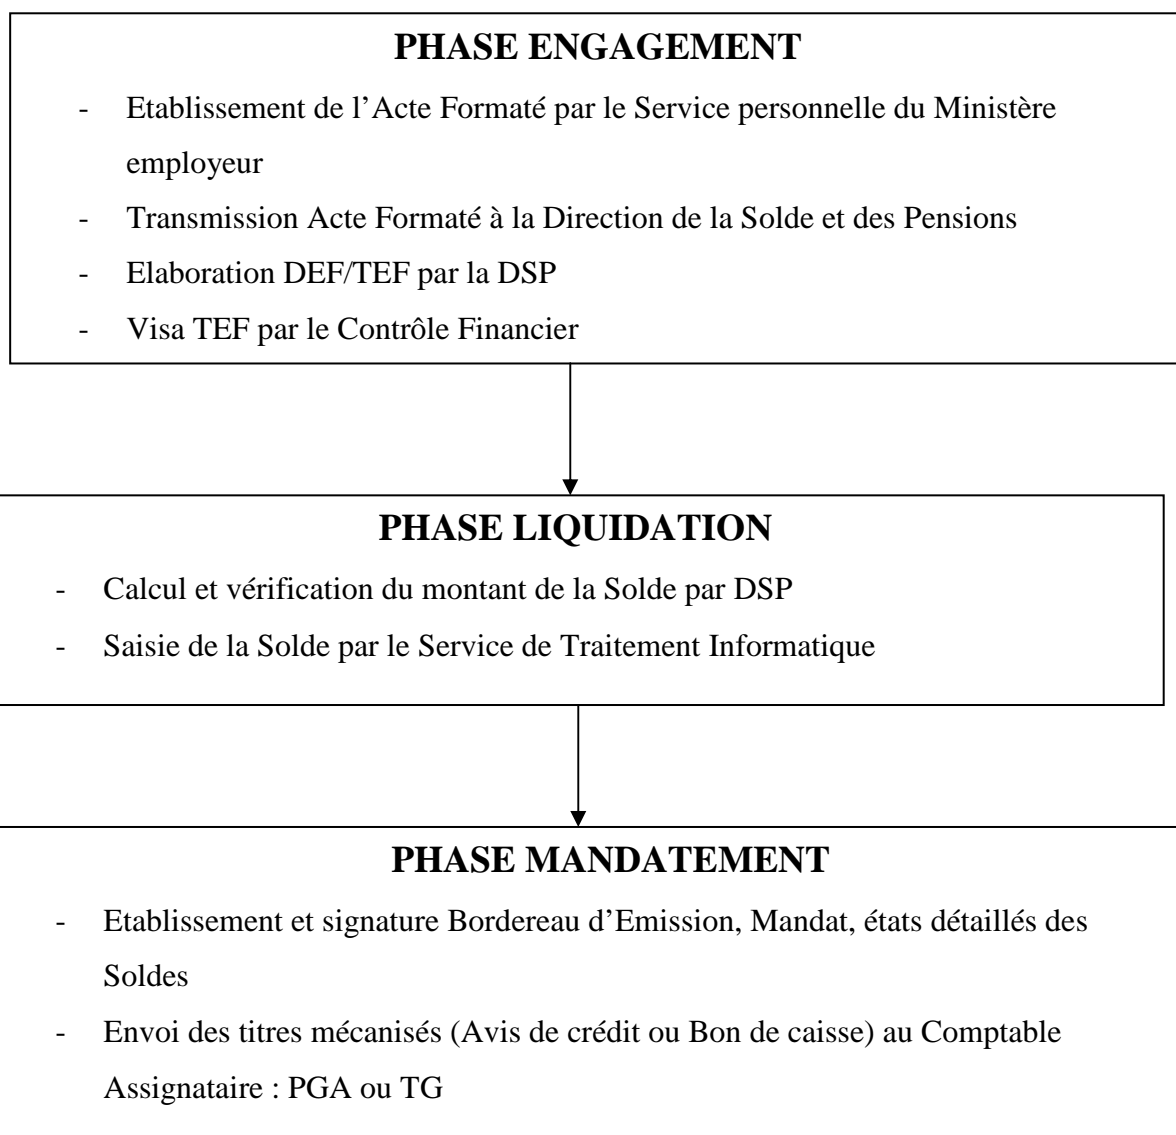 PHASE ENGAGEMENT
- Etablissement de l’Acte Formaté par le Service personnelle du Ministère
employeur
- Transmission Acte Formaté à la Direction de la Solde et des Pensions
- Elaboration DEF/TEF par la DSP
- Visa TEF par le Contrôle Financier
PHASE LIQUIDATION
- Calcul et vérification du montant de la Solde par DSP
- Saisie de la Solde par le Service de Traitement Informatique
PHASE MANDATEMENT
- Etablissement et signature Bordereau d’Emission, Mandat, états détaillés des
Soldes
- Envoi des titres mécanisés (Avis de crédit ou Bon de caisse) au Comptable
Assignataire : PGA ou TG